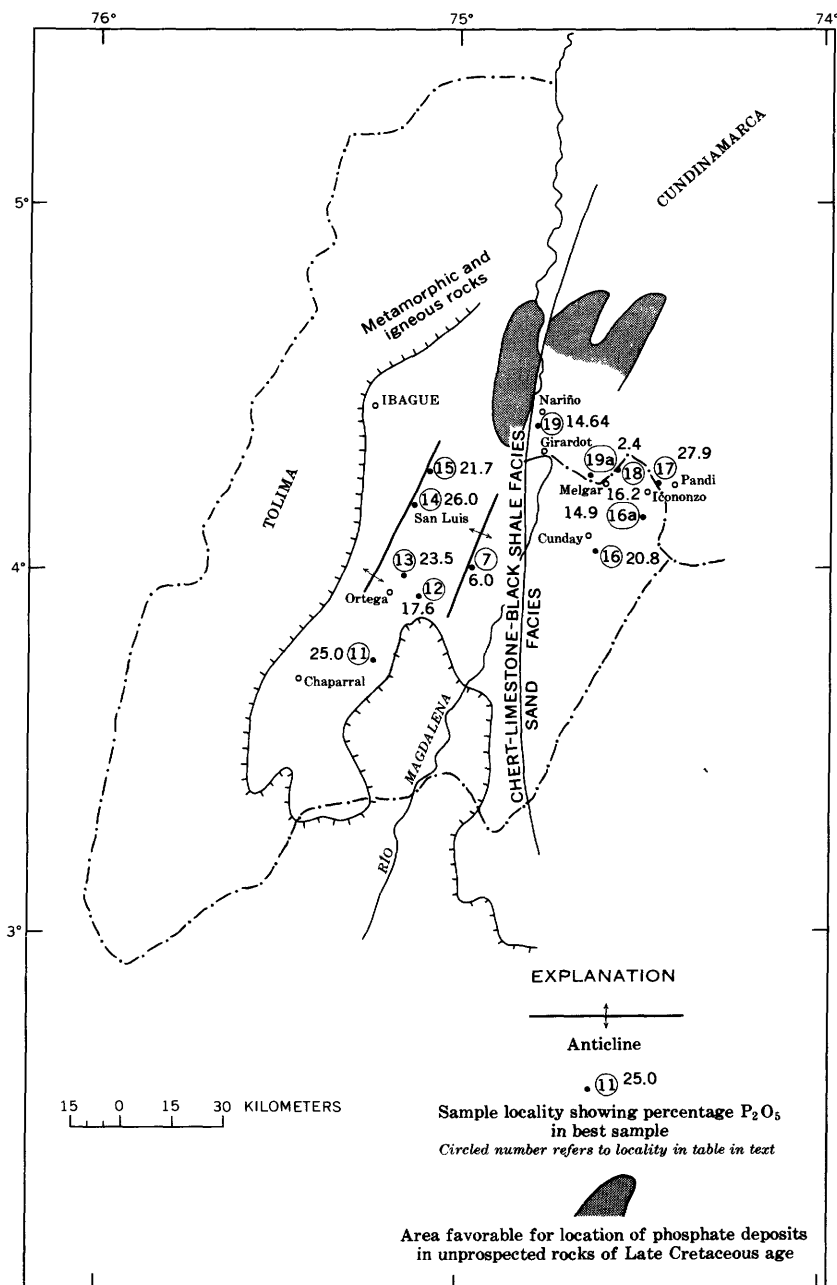 76°
75°
74°
5°
CUNDINAMARCA
Metamorphic and
igneous rocks
IBAGUE
TOLIMA
Nariño
19 14.64
Girardot
2.4
19a
18
27.9
17
Pandi
Melgar
16.2
Icononzo
15 21.7
14 26.0
San Luis
14.9
16a
Cunday
16 20.8
4°
13 23.5
7
6.0
Ortega
12
17.6
25.0 11
Chaparral
CHERT-LIMESTONE-BLACK SHALE FACIES
SAND FACIES
RÍO MAGDALENA
3°
EXPLANATION
Anticline
11 25.0
Sample locality showing percentage P₂O₅
in best sample
Circled number refers to locality in table in text
15 0 15 30 KILOMETERS
Area favorable for location of phosphate deposits
in unprospected rocks of Late Cretaceous age